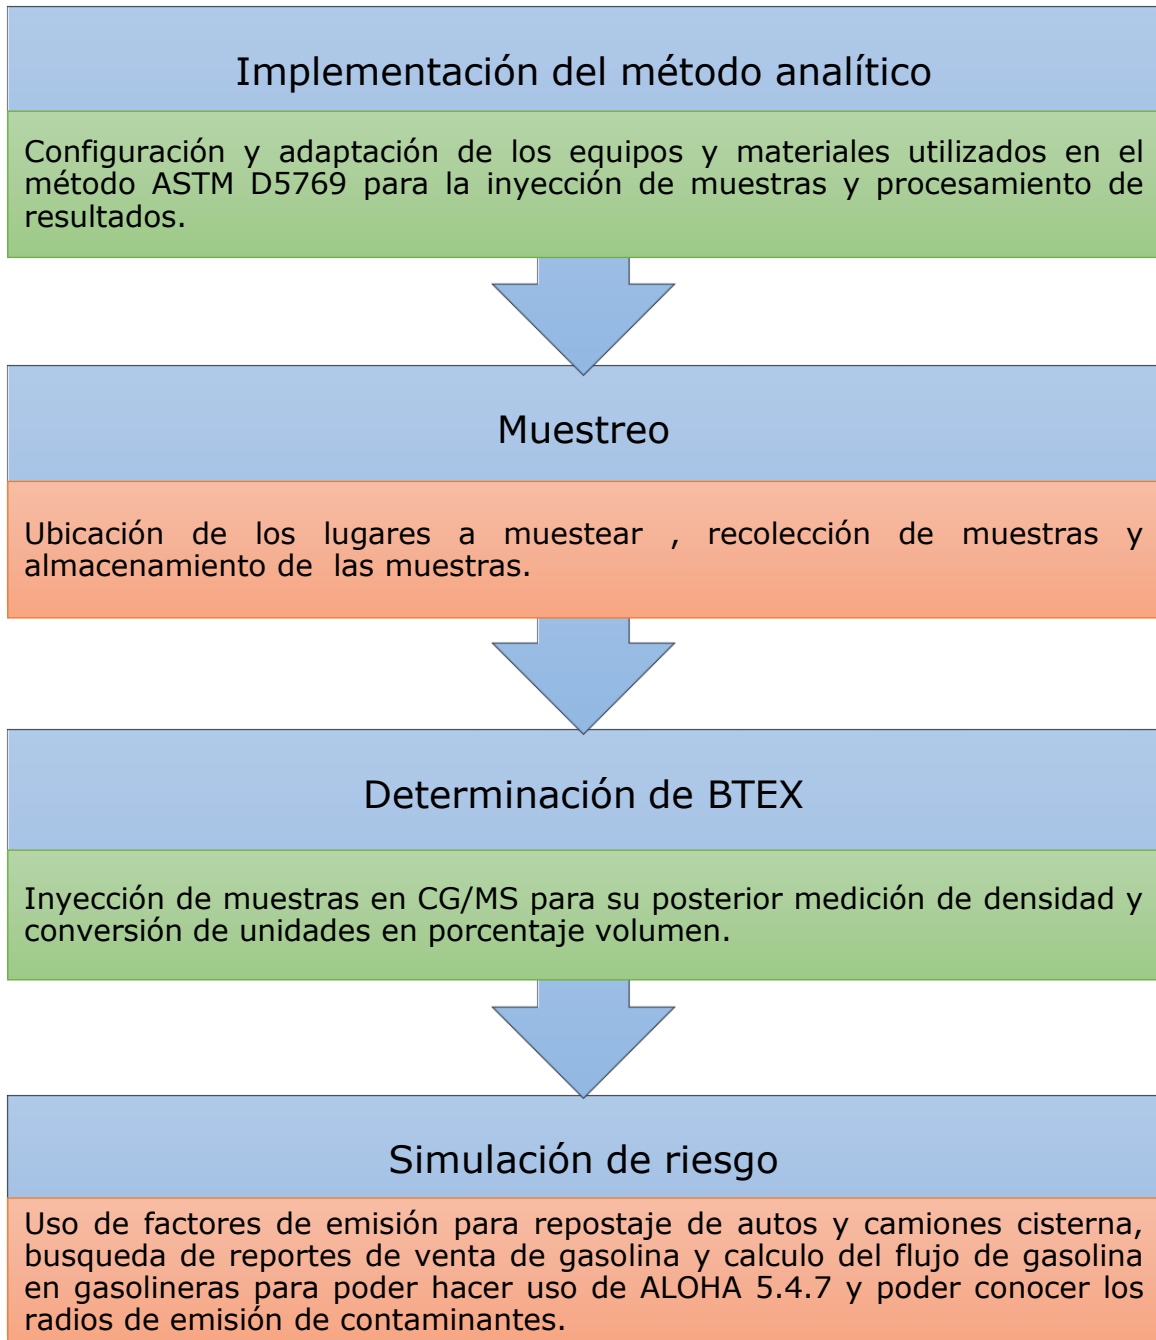 Implementación del método analítico
Configuración y adaptación de los equipos y materiales utilizados en el
método ASTM D5769 para la inyección de muestras y procesamiento de
resultados.
Muestreo
Ubicación de los lugares a muestear , recolección de muestras y
almacenamiento de las muestras.
Determinación de BTEX
Inyección de muestras en CG/MS para su posterior medición de densidad y
conversión de unidades en porcentaje volumen.
Simulación de riesgo
Uso de factores de emisión para repostaje de autos y camiones cisterna,
busqueda de reportes de venta de gasolina y calculo del flujo de gasolina
en gasolineras para poder hacer uso de ALOHA 5.4.7 y poder conocer los
radios de emisión de contaminantes.